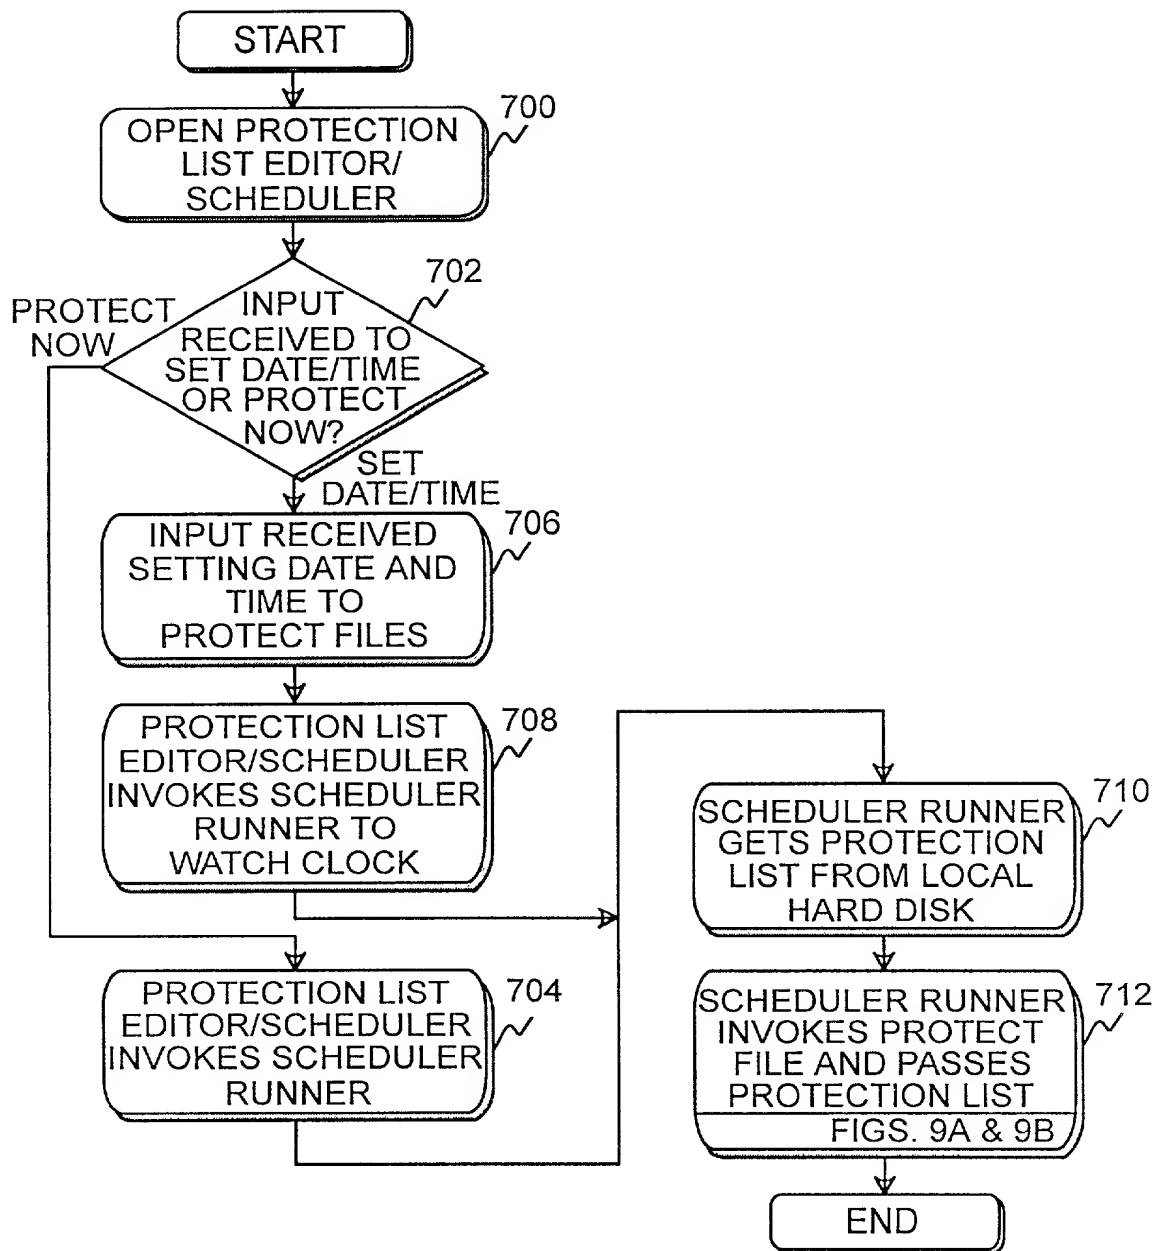 START
700
OPEN PROTECTION
LIST EDITOR/
SCHEDULER
702
PROTECT
NOW
INPUT
RECEIVED TO
SET DATE/TIME
OR PROTECT
NOW?
SET
DATE/TIME
706
INPUT RECEIVED
SETTING DATE AND
TIME TO
PROTECT FILES
708
PROTECTION LIST
EDITOR/SCHEDULER
INVOKES SCHEDULER
RUNNER TO
WATCH CLOCK
704
PROTECTION LIST
EDITOR/SCHEDULER
INVOKES SCHEDULER
RUNNER
710
SCHEDULER RUNNER
GETS PROTECTION
LIST FROM LOCAL
HARD DISK
712
SCHEDULER RUNNER
INVOKES PROTECT
FILE AND PASSES
PROTECTION LIST
FIGS. 9A & 9B
END